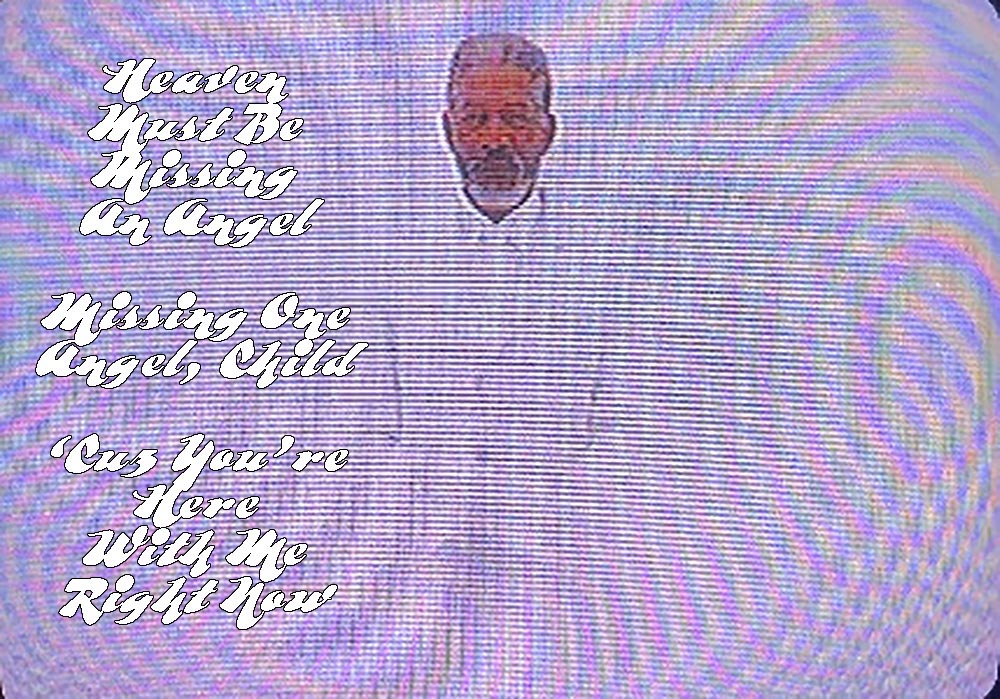 Heaven
Must Be
Missing
An Angel
Missing One
Angel, Child
‘Cuz You’re
Here
With Me
Right Now